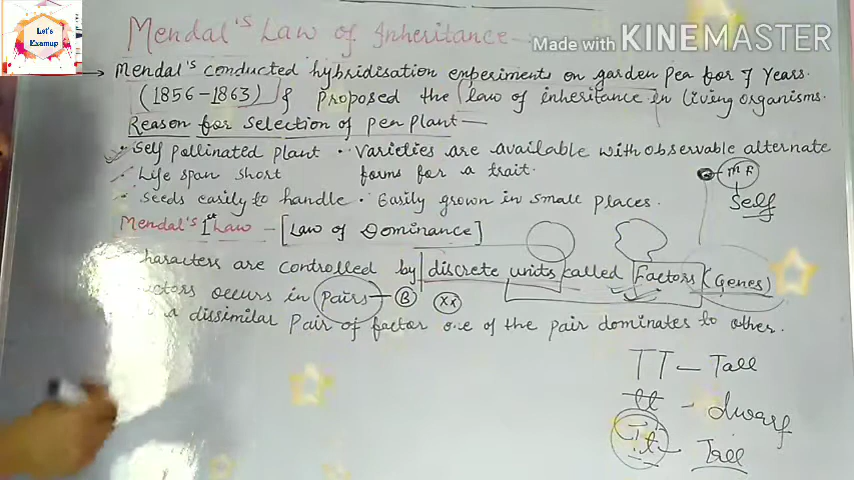 Let's
Examup
Mendal's Law of Inheritance
Made with KINEMASTER
Mendal's conducted hybridisation experiments on garden pea for 7 years.
(1856-1863) & proposed the law of inheritance in living organisms.
Reason for Selection of pea plant
Self pollinated plant • Varieties are available with observable alternate
forms for a trait.
Life span short
Seeds easily to handle • Easily grown in small places.
Self
Mendal's 1st Law - [Law of Dominance]
characters are controlled by discrete units called Factors (Genes)
occurs in Pairs
a dissimilar Pair of factor one of the pair dominates to other.
TT - Tall
tt - dwarf
Tt - Tall